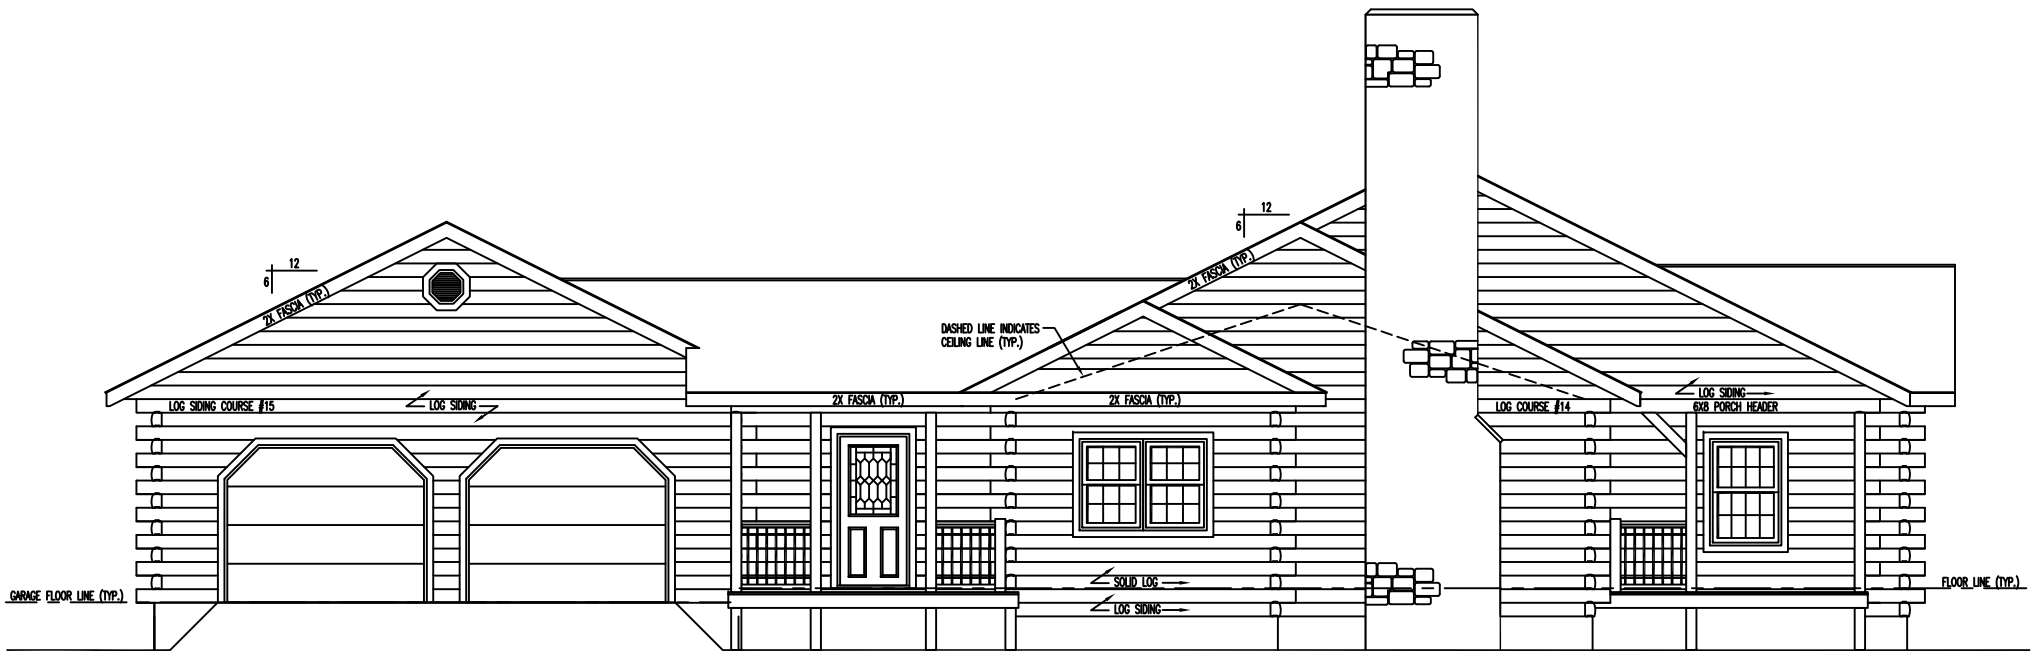 12
6
12
6
2X FASCIA (TYP.)
2X FASCIA (TYP.)
DASHED LINE INDICATES
CEILING LINE (TYP.)
LOG SIDING COURSE #15
LOG SIDING
2X FASCIA (TYP.)
2X FASCIA (TYP.)
LOG COURSE #14
LOG SIDING
6X8 PORCH HEADER
SOLID LOG
LOG SIDING
GARAGE FLOOR LINE (TYP.)
FLOOR LINE (TYP.)